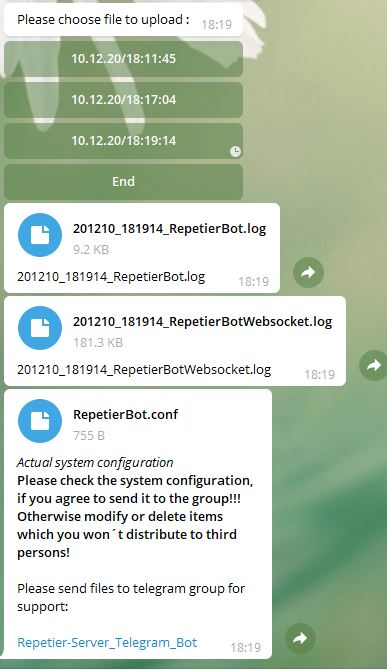 Please choose file to upload :
18:19
10.12.20/18:11:45
10.12.20/18:17:04
10.12.20/18:19:14
End
201210_181914_RepetierBot.log
9.2 KB
201210_181914_RepetierBot.log
18:19
201210_181914_RepetierBotWebsocket.log
181.3 KB
201210_181914_RepetierBotWebsocket.log
18:19
RepetierBot.conf
755 B
Actual system configuration
Please check the system configuration,
if you agree to send it to the group!!!
Otherwise modify or delete items
which you won´t distribute to third
persons!
Please send files to telegram group for
support:
Repetier-Server_Telegram_Bot
18:19